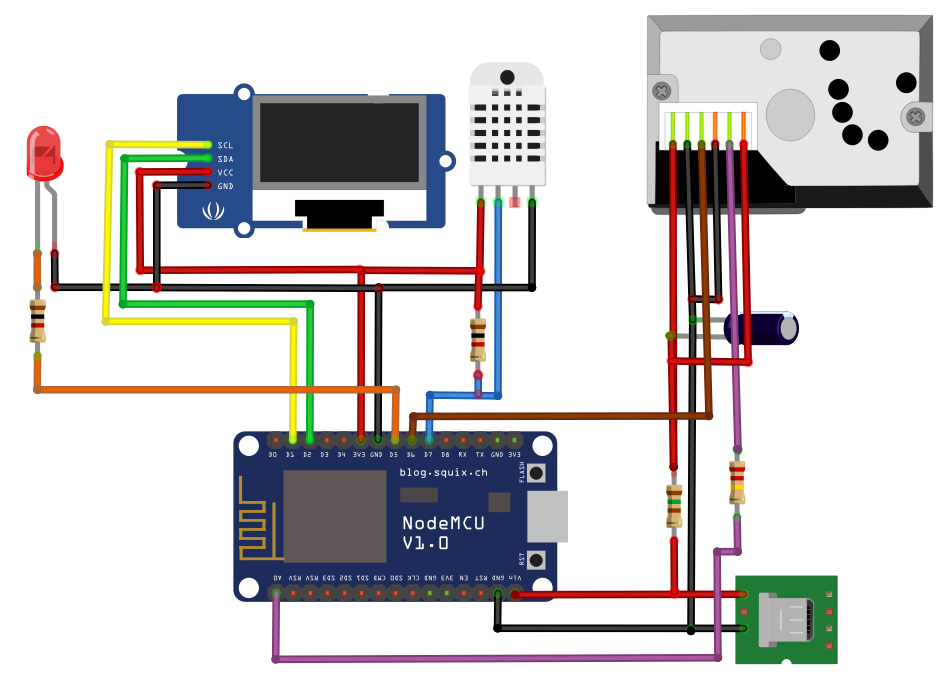 SCL
SDA
VCC
GND
D0 D1 D2 D3 D4 3V3 GND D5 D6 D7 D8 RX TX GND 3V3
blog.squix.ch
FLASH
NodeMCU
V1.0
RST
A0 RSV RSV SD3 SD2 SD1 CMD SD0 CLK GND 3V3 EN RST GND Vin